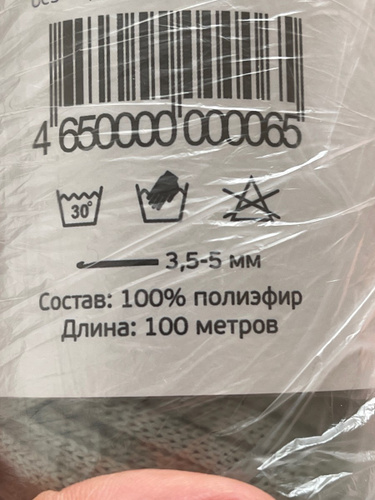 4 650000 000065
30°
3,5-5 мм
Состав: 100% полиэфир
Длина: 100 метров